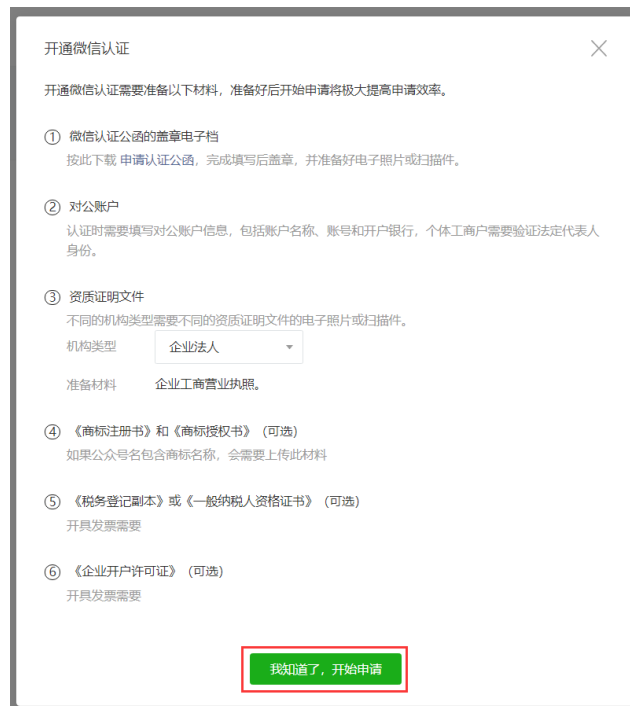 开通微信认证
开通微信认证需要准备以下材料，准备好后开始申请将极大提高申请效率。
① 微信认证公函的盖章电子档
按此下载 申请认证公函，完成填写后盖章，并准备好电子照片或扫描件。
② 对公账户
认证时需要填写对公账户信息，包括账户名称、账号和开户银行，个体工商户需要验证法定代表人
身份。
③ 资质证明文件
不同的机构类型需要不同的资质证明文件的电子照片或扫描件。
机构类型 企业法人
准备材料 企业工商营业执照。
④ 《商标注册书》和《商标授权书》（可选）
如果公众号名包含商标名称，会需要上传此材料
⑤ 《税务登记副本》或《一般纳税人资格证书》（可选）
开具发票需要
⑥ 《企业开户许可证》（可选）
开具发票需要
我知道了，开始申请